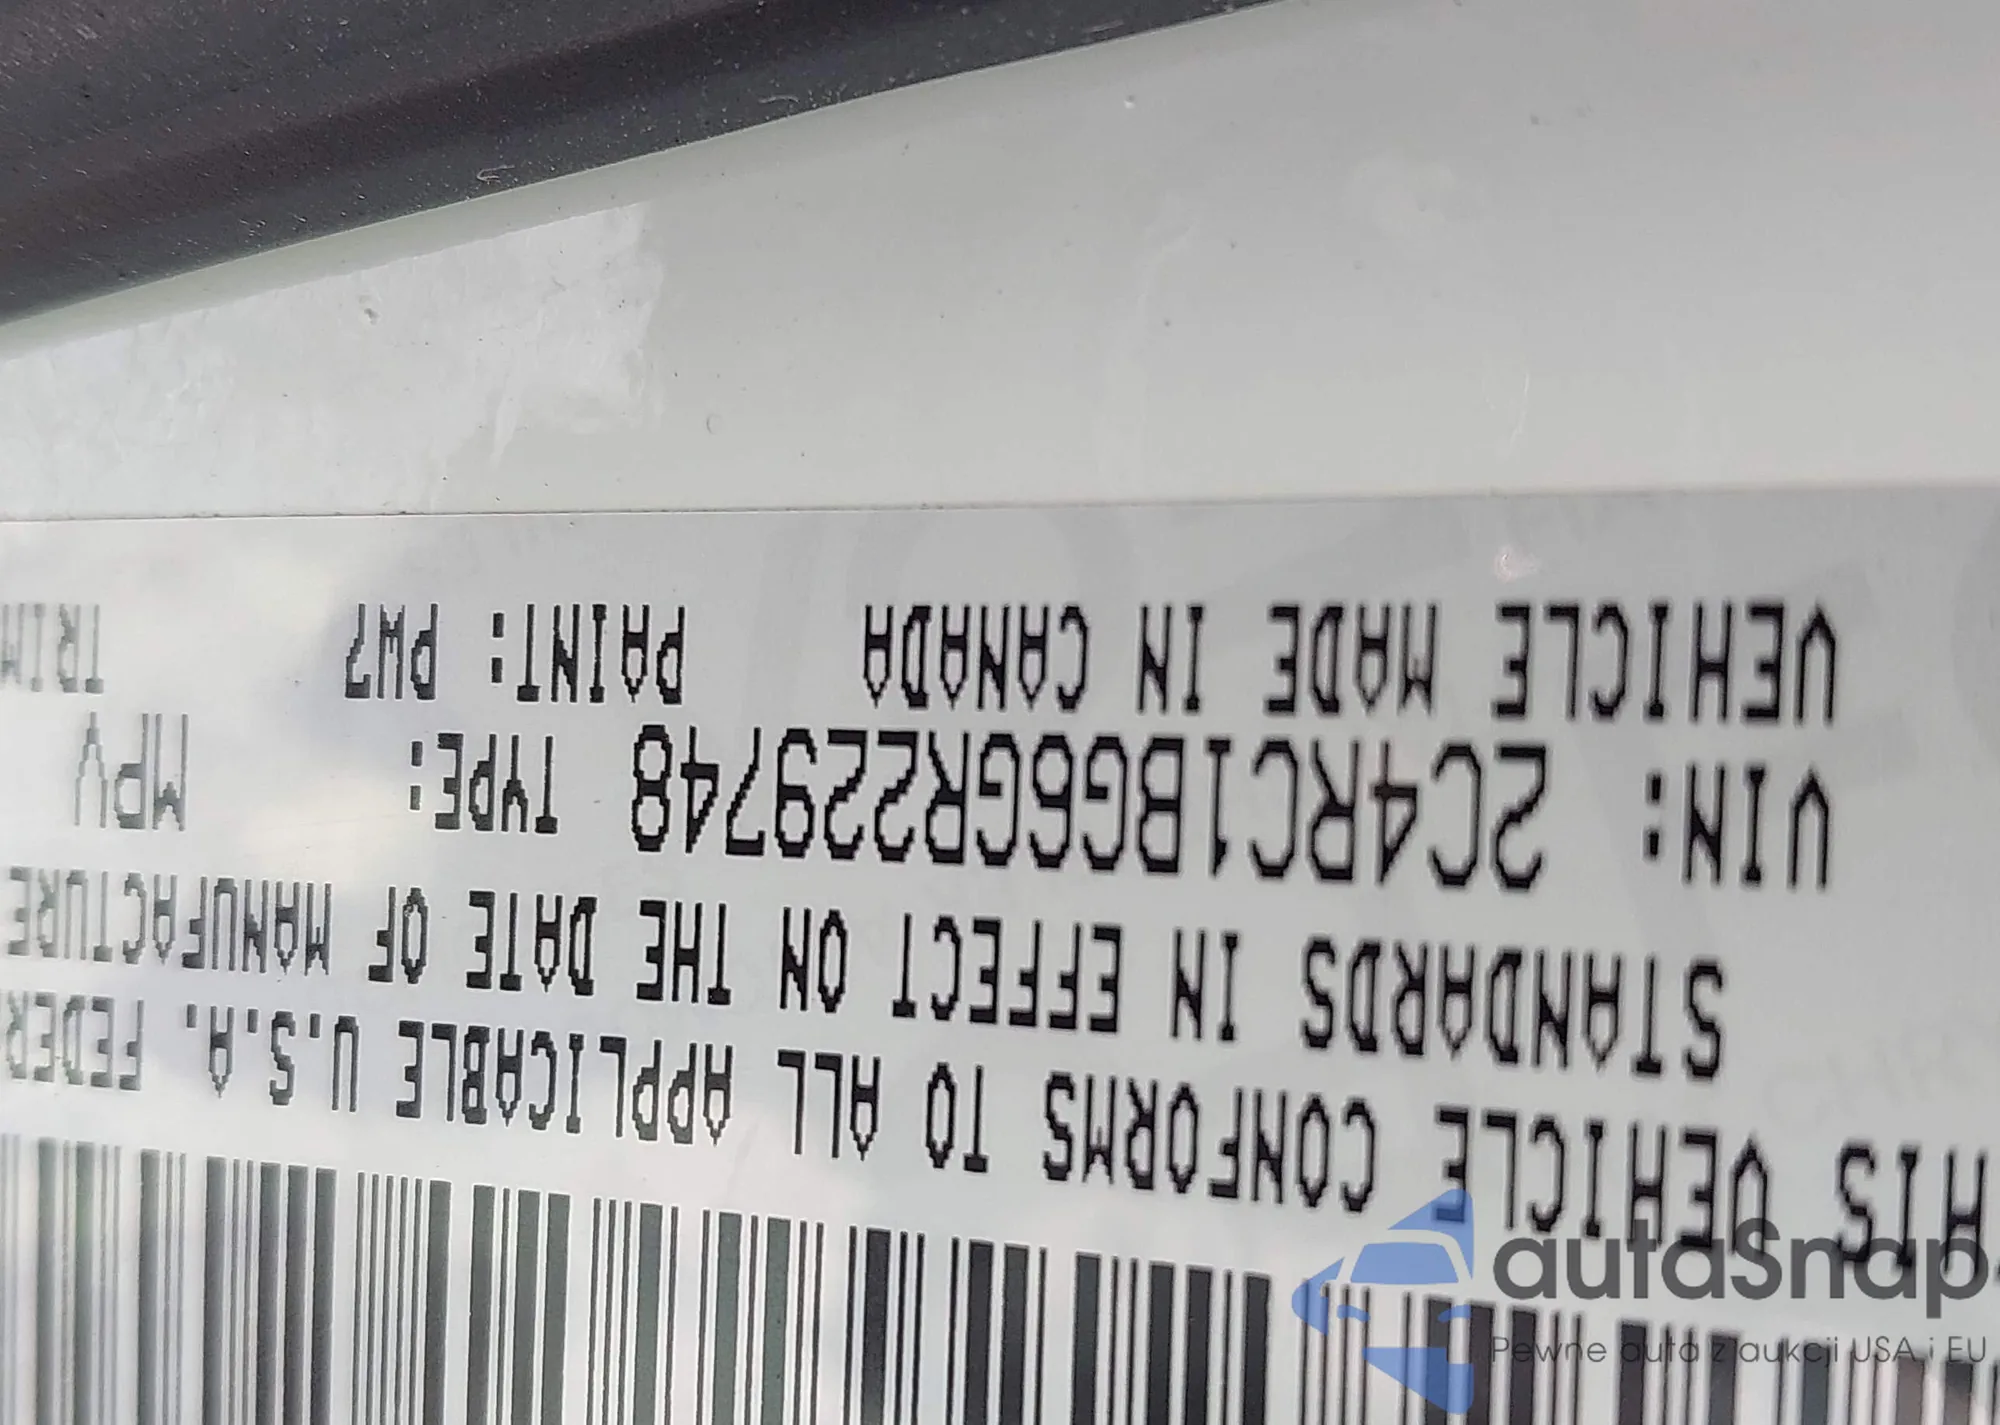 HIS VEHICLE CONFORMS TO ALL APPLICABLE U.S.A. FEDER
STANDARDS IN EFFECT ON THE DATE OF MANUFACTURE
VIN: 2C4RC1BG6GR229748 TYPE: MPV
VEHICLE MADE IN CANADA PAINT: PW7 TRIM
autaSnap
Pewne auta z aukcji USA i EU